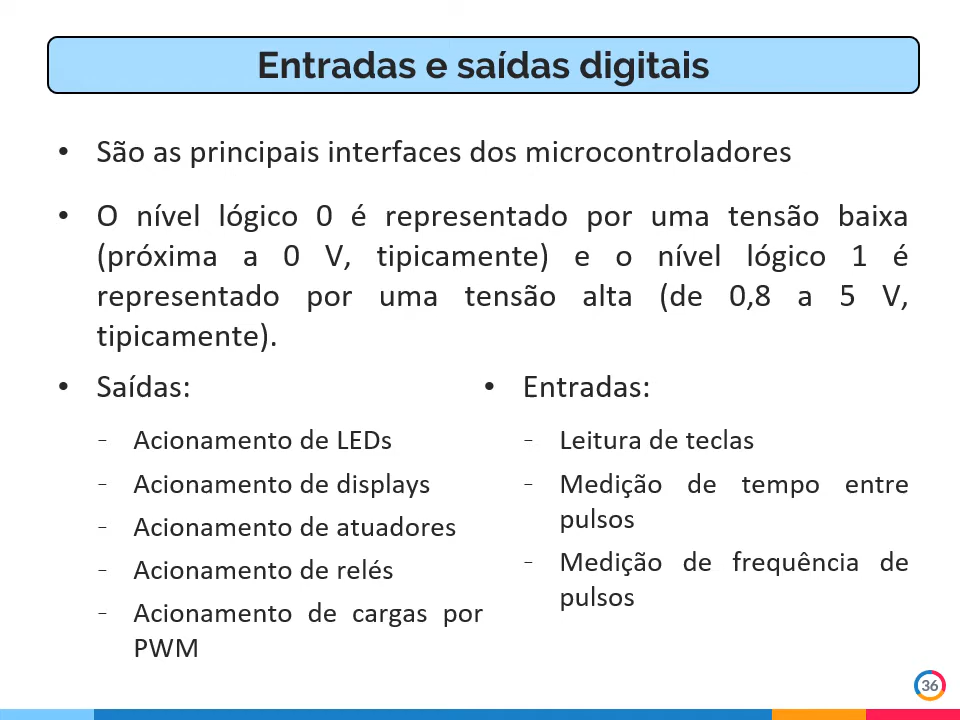 Entradas e saídas digitais
• São as principais interfaces dos microcontroladores
• O nível lógico 0 é representado por uma tensão baixa
(próxima a 0 V, tipicamente) e o nível lógico 1 é
representado por uma tensão alta (de 0,8 a 5 V,
tipicamente).
• Saídas:
- Acionamento de LEDs
- Acionamento de displays
- Acionamento de atuadores
- Acionamento de relés
- Acionamento de cargas por
PWM
• Entradas:
- Leitura de teclas
- Medição de tempo entre
pulsos
- Medição de frequência de
pulsos
36